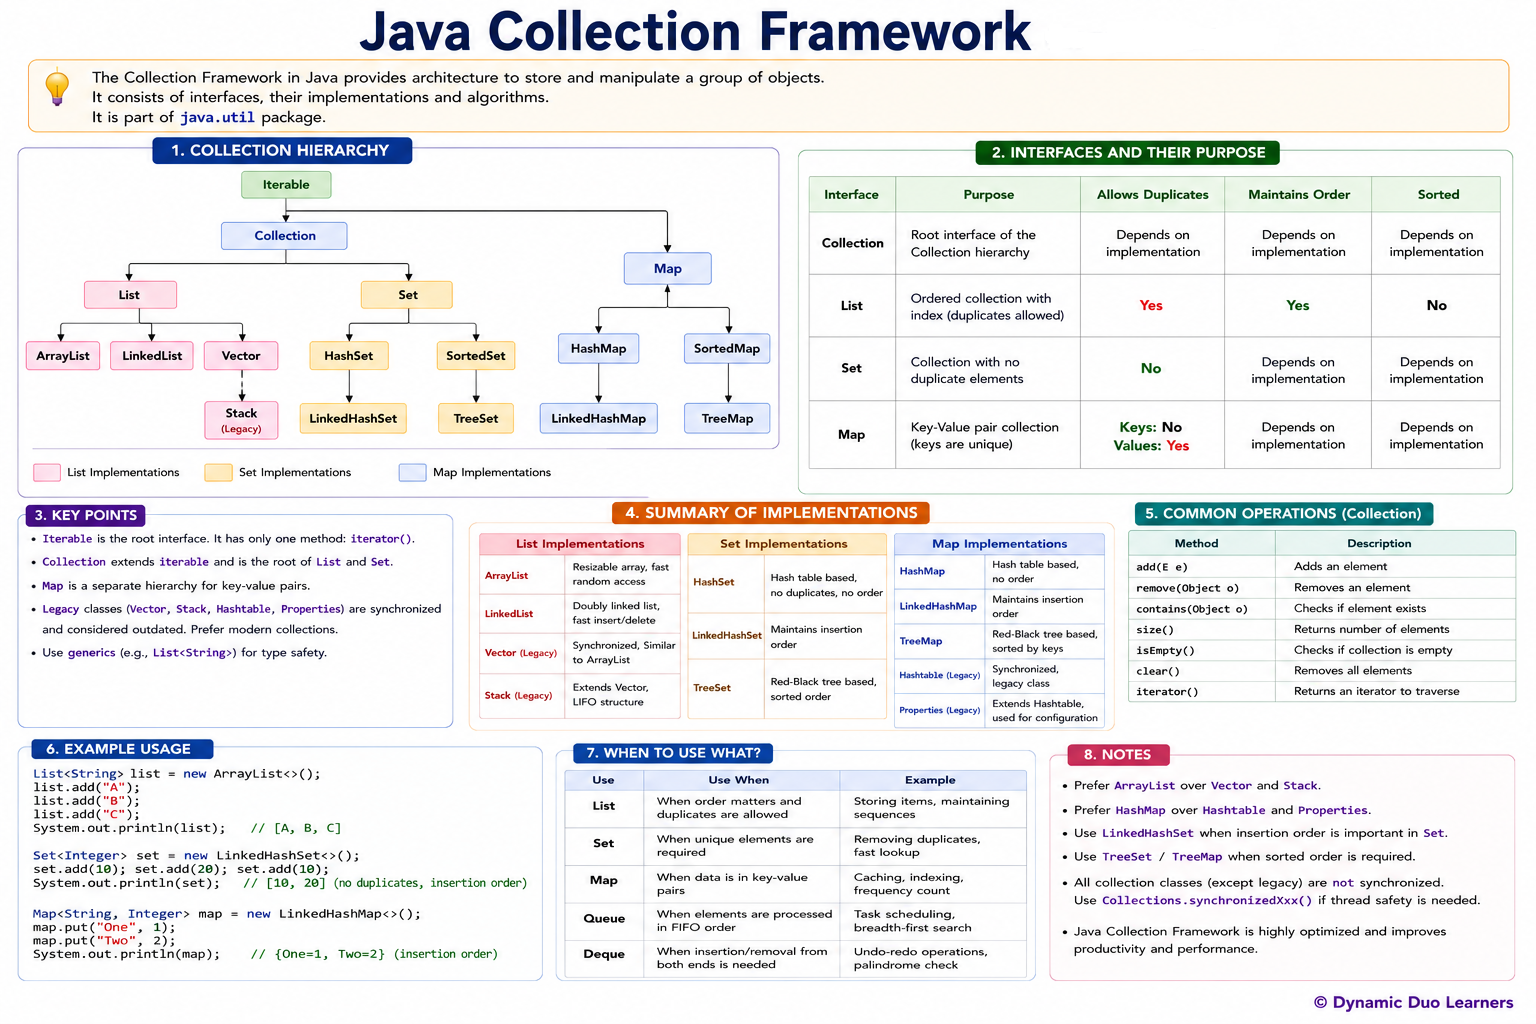 Java Collection Framework
The Collection Framework in Java provides architecture to store and manipulate a group of objects.
It consists of interfaces, their implementations and algorithms.
It is part of java.util package.
1. COLLECTION HIERARCHY
Iterable
Collection
Map
List
Set
ArrayList
LinkedList
Vector
HashSet
SortedSet
HashMap
SortedMap
Stack
(Legacy)
LinkedHashSet
TreeSet
LinkedHashMap
TreeMap
List Implementations
Set Implementations
Map Implementations
2. INTERFACES AND THEIR PURPOSE
Interface Purpose Allows Duplicates Maintains Order Sorted
Collection
Root interface of the
Collection hierarchy
Depends on
implementation
Depends on
implementation
Depends on
implementation
List
Ordered collection with
index (duplicates allowed)
Yes
Yes
No
Set
Collection with no
duplicate elements
No
Depends on
implementation
Depends on
implementation
Map
Key-Value pair collection
(keys are unique)
Keys: No
Values: Yes
Depends on
implementation
Depends on
implementation
3. KEY POINTS
• Iterable is the root interface. It has only one method: iterator().
• Collection extends iterable and is the root of List and Set.
• Map is a separate hierarchy for key-value pairs.
• Legacy classes (Vector, Stack, Hashtable, Properties) are synchronized
and considered outdated. Prefer modern collections.
• Use generics (e., List<String>) for type safety.
4. SUMMARY OF IMPLEMENTATIONS
List Implementations
ArrayList
Resizable array, fast
random access
LinkedList
Doubly linked list,
fast insert/delete
Vector (Legacy)
Synchronized, Similar
to ArrayList
Stack (Legacy)
Extends Vector,
LIFO structure
Set Implementations
HashSet
Hash table based,
no duplicates, no order
LinkedHashSet
Maintains insertion
order
TreeSet
Red-Black tree based,
sorted order
Map Implementations
HashMap
Hash table based,
no order
LinkedHashMap
Maintains insertion
order
TreeMap
Red-Black tree based,
sorted by keys
Hashtable (Legacy)
Synchronized,
legacy class
Properties (Legacy)
Extends Hashtable,
used for configuration
5. COMMON OPERATIONS (Collection)
Method Description
add(E e) Adds an element
remove(Object o) Removes an element
contains(Object o) Checks if element exists
size() Returns number of elements
isEmpty() Checks if collection is empty
clear() Removes all elements
iterator() Returns an iterator to traverse
6. EXAMPLE USAGE
List<String> list = new ArrayList<>();
list.add("A");
list.add("B");
list.add("C");
System.out.println(list); // [A, B, C]
Set<Integer> set = new LinkedHashSet<>();
set.add(10); set.add(20); set.add(10);
System.out.println(set); // [10, 20] (no duplicates, insertion order)
Map<String, Integer> map = new LinkedHashMap<>();
map.put("One", 1);
map.put("Two", 2);
System.out.println(map); // {One=1, Two=2} (insertion order)
7. WHEN TO USE WHAT?
Use Use When Example
List
When order matters and
duplicates are allowed
Storing items, maintaining
sequences
Set
When unique elements are
required
Removing duplicates,
fast lookup
Map
When data is in key-value
pairs
Caching, indexing,
frequency count
Queue
When elements are processed
in FIFO order
Task scheduling,
breadth-first search
Deque
When insertion/removal from
both ends is needed
Undo-redo operations,
palindrome check
8. NOTES
• Prefer ArrayList over Vector and Stack.
• Prefer HashMap over Hashtable and Properties.
• Use LinkedHashSet when insertion order is important in Set.
• Use TreeSet / TreeMap when sorted order is required.
• All collection classes (except legacy) are not synchronized.
Use Collections.synchronizedXxx() if thread safety is needed.
• Java Collection Framework is highly optimized and improves
productivity and performance.
© Dynamic Duo Learners